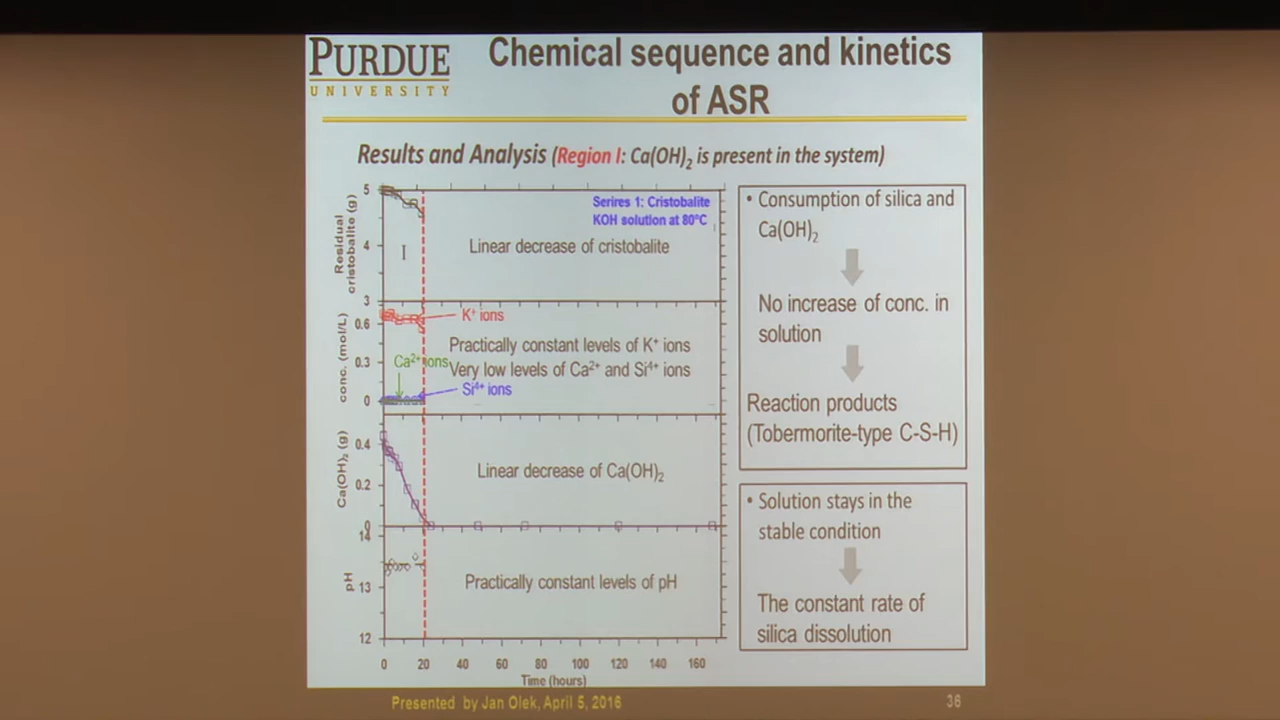 PURDUE
UNIVERSITY
Chemical sequence and kinetics
of ASR
Results and Analysis (Region I: Ca(OH)₂ is present in the system)
Residual
cristobalite (g)
5
4
3
Serires 1: Cristobalite
KOH solution at 80°C
I
Linear decrease of cristobalite
conc. (mol/L)
0.6
0.3
0
K⁺ ions
Practically constant levels of K⁺ ions
Ca²⁺ ions
Very low levels of Ca²⁺ and Si⁴⁺ ions
Si⁴⁺ ions
Ca(OH)₂ (g)
0.4
0.2
0
Linear decrease of Ca(OH)₂
pH
14
13
12
Practically constant levels of pH
0 20 40 60 80 100 120 140 160
Time (hours)
• Consumption of silica and
Ca(OH)₂
No increase of conc. in
solution
Reaction products
(Tobermorite-type C-S-H)
• Solution stays in the
stable condition
The constant rate of
silica dissolution
Presented by Jan Olek, April 5, 2016
36